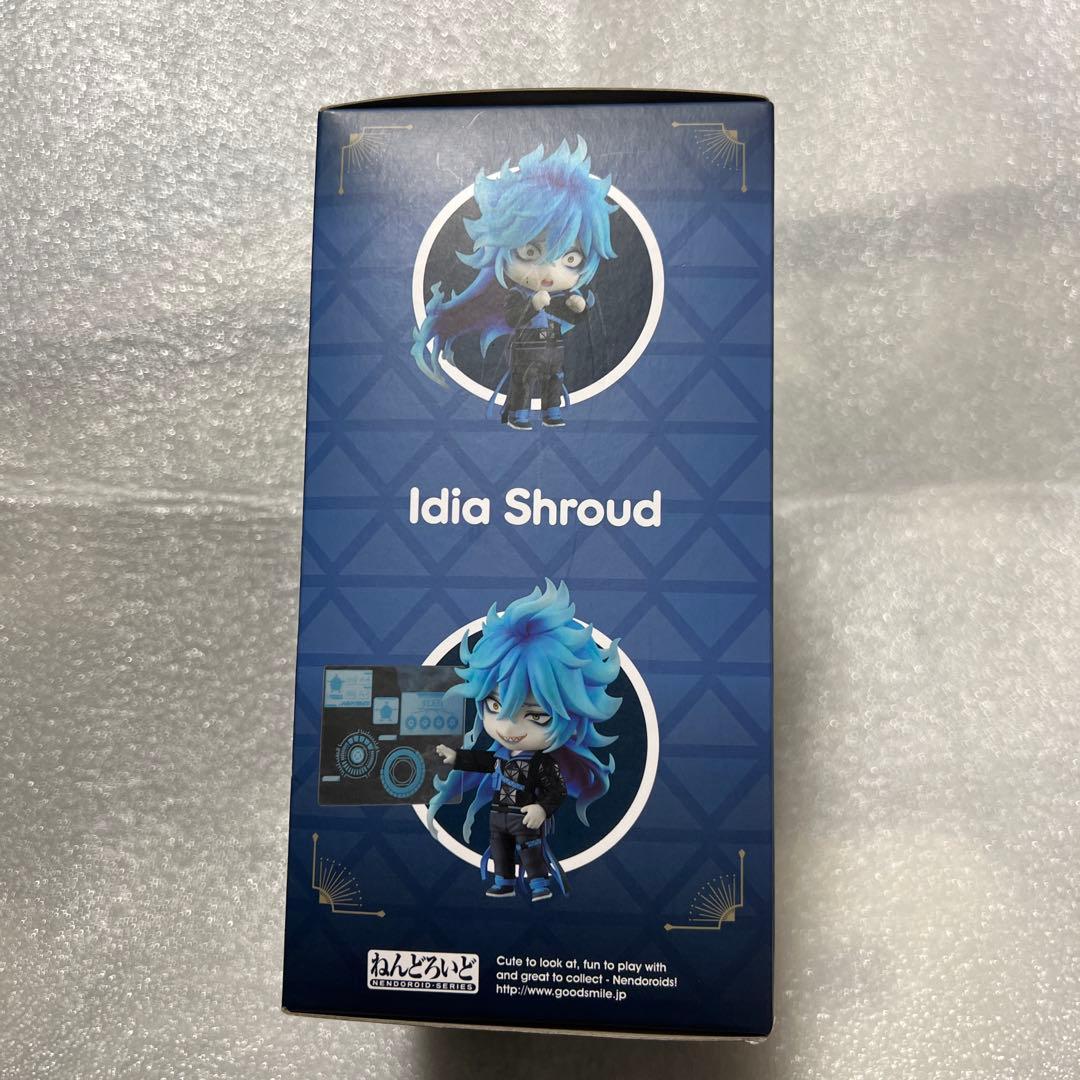 Idia Shroud
ねんどろいど
NENDOROID·SERIES
Cute to look at, fun to play with
and great to collect - Nendoroids!
http://www.goodsmile.jp